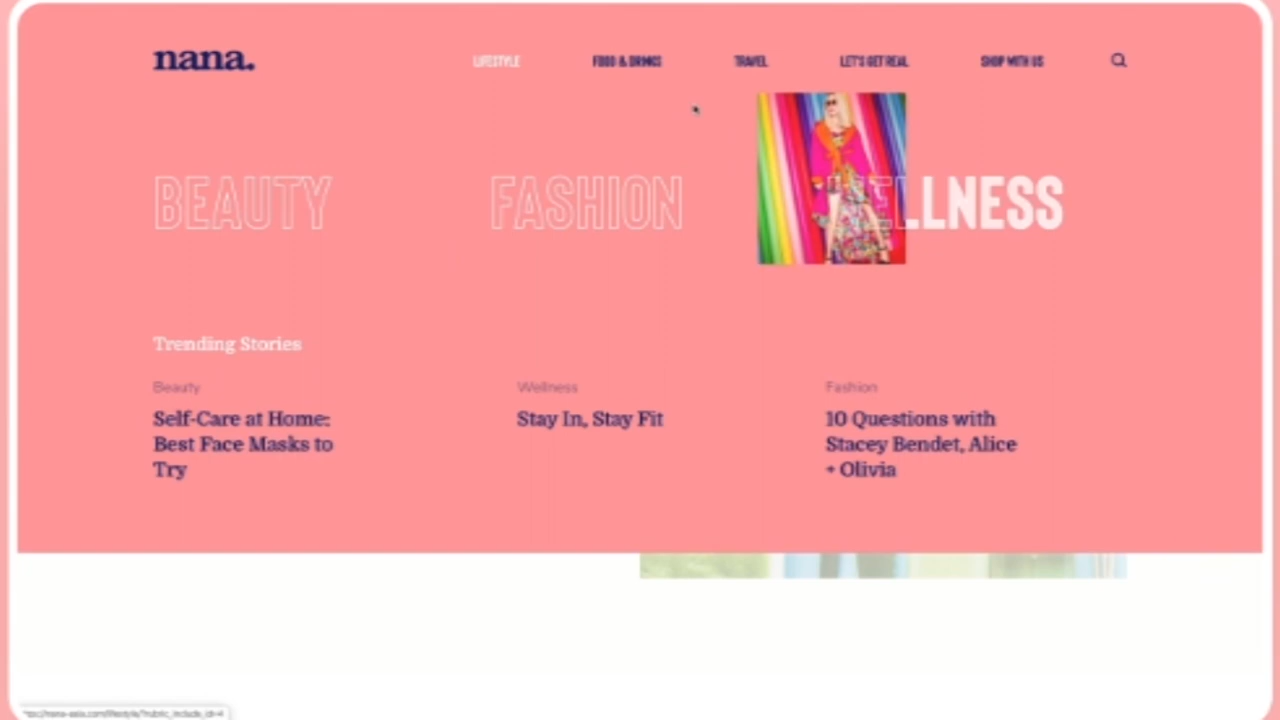 nana.
LIFESTYLE
FOOD & DRINKS
TRAVEL
LET'S GET REAL
SHOP WITH US
BEAUTY
FASHION
WELLNESS
Trending Stories
Beauty
Self-Care at Home:
Best Face Masks to
Try
Wellness
Stay In, Stay Fit
Fashion
10 Questions with
Stacey Bendet, Alice
+ Olivia